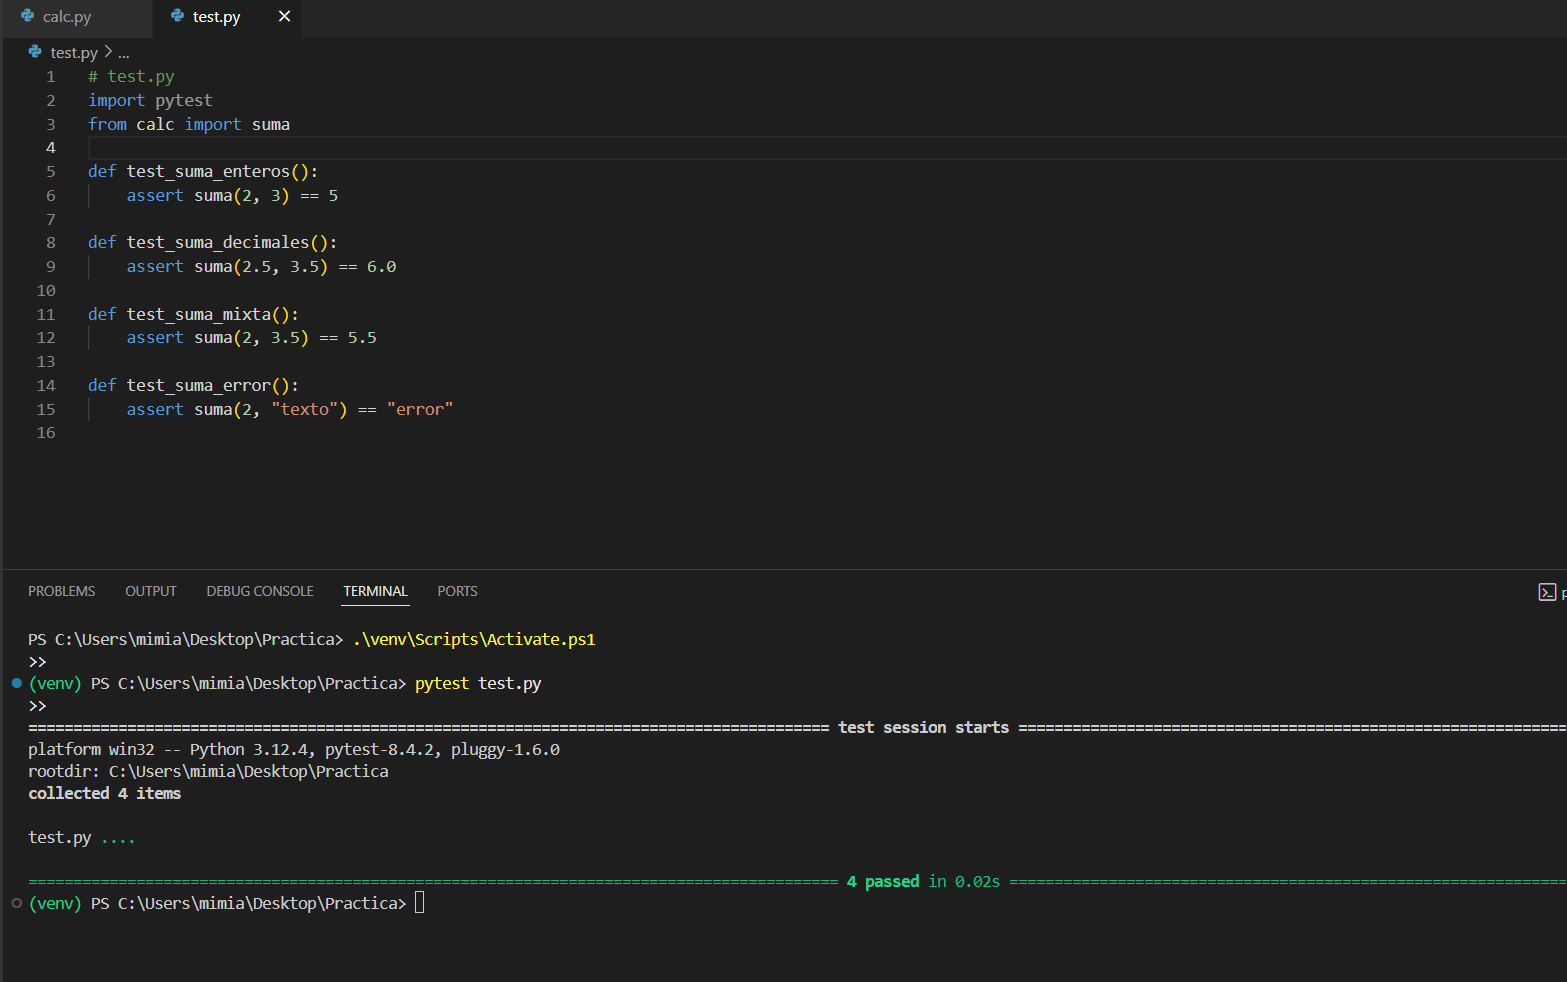 calc.py
test.py
test.py > ...
1 # test.py
2 import pytest
3 from calc import suma
4
5 def test_suma_enteros():
6     assert suma(2, 3) == 5
7
8 def test_suma_decimales():
9     assert suma(2.5, 3.5) == 6.0
10
11 def test_suma_mixta():
12     assert suma(2, 3.5) == 5.5
13
14 def test_suma_error():
15     assert suma(2, "texto") == "error"
16
PROBLEMS OUTPUT DEBUG CONSOLE TERMINAL PORTS
PS C:\Users\mimia\Desktop\Practica> .\venv\Scripts\Activate.ps1
>>
(venv) PS C:\Users\mimia\Desktop\Practica> pytest test.py
>>
========================================================================================= test session starts =============================================================
platform win32 -- Python 3.12.4, pytest-8.4.2, pluggy-1.6.0
rootdir: C:\Users\mimia\Desktop\Practica
collected 4 items
test.py ....
========================================================================================== 4 passed in 0.02s ==============================================================
(venv) PS C:\Users\mimia\Desktop\Practica>